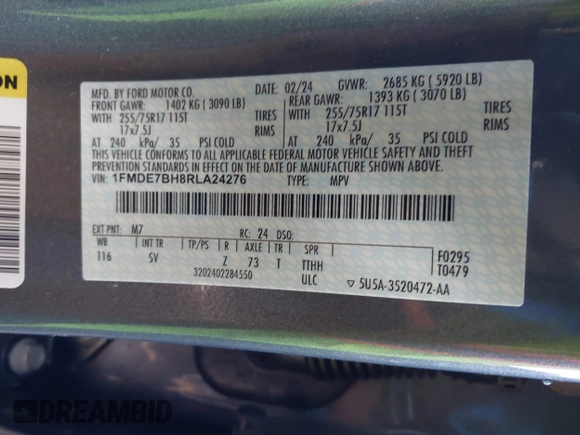 ON
MFD. BY FORD MOTOR CO. DATE: 02/24 GVWR: 2685 KG ( 5920 LB)
FRONT GAWR: 1402 KG ( 3090 LB) REAR GAWR: 1393 KG ( 3070 LB)
WITH 255/75R17 115T TIRES WITH 255/75R17 115T TIRES
17x7.5J RIMS 17x7.5J RIMS
AT 240 kPa/ 35 PSI COLD AT 240 kPa/ 35 PSI COLD
THIS VEHICLE CONFORMS TO ALL APPLICABLE FEDERAL MOTOR VEHICLE SAFETY AND THEFT
PREVENTION STANDARDS IN EFFECT ON THE DATE OF MANUFACTURE SHOWN ABOVE.
VIN: 1FMDE7BH8RLA24276 TYPE: MPV
EXT PNT: M7 RC: 24 DSO:
WB INT TR TP/PS R AXLE TR SPR
116 SV Z 73 T TTHH
3202402284550 ULC
F0295
T0479
▽ 5U5A-3520472-AA
DREAMBID